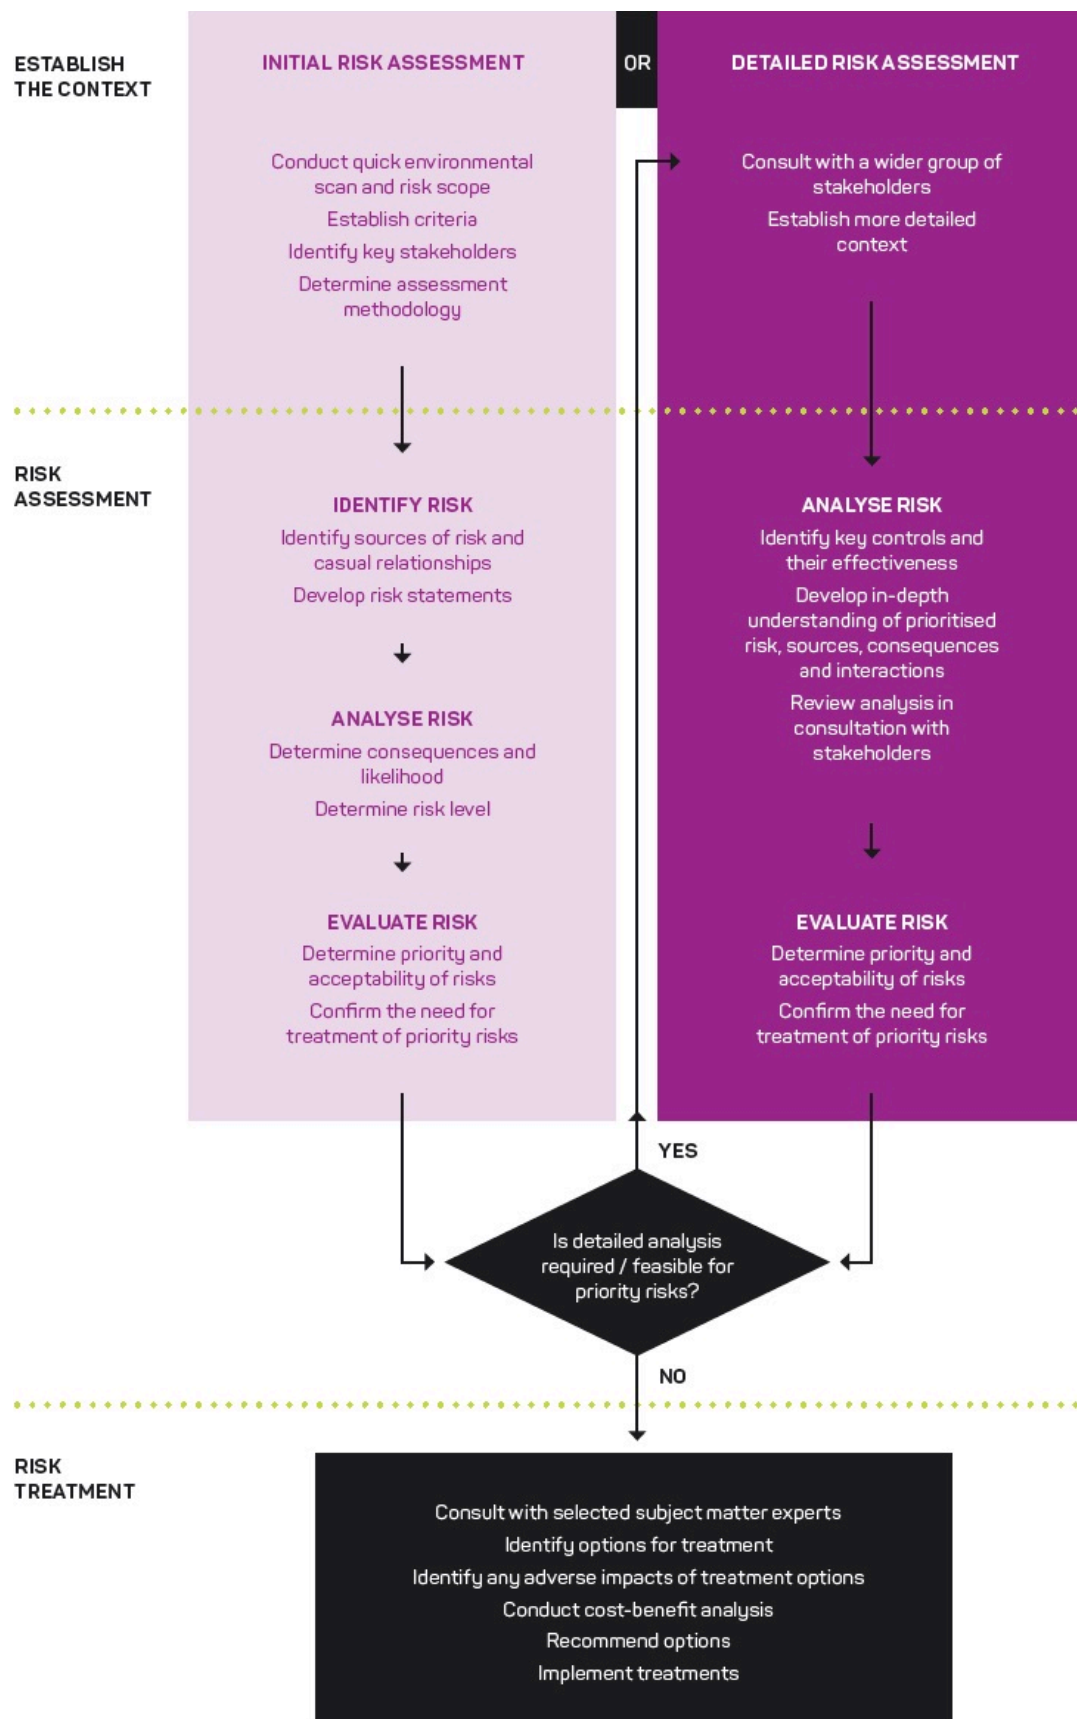 ESTABLISH
THE CONTEXT
INITIAL RISK ASSESSMENT
OR
DETAILED RISK ASSESSMENT
Conduct quick environmental
scan and risk scope
Establish criteria
Identify key stakeholders
Determine assessment
methodology
Consult with a wider group of
stakeholders
Establish more detailed
context
RISK
ASSESSMENT
IDENTIFY RISK
Identify sources of risk and
casual relationships
Develop risk statements
ANALYSE RISK
Determine consequences and
likelihood
Determine risk level
EVALUATE RISK
Determine priority and
acceptability of risks
Confirm the need for
treatment of priority risks
ANALYSE RISK
Identify key controls and
their effectiveness
Develop in-depth
understanding of prioritised
risk, sources, consequences
and interactions
Review analysis in
consultation with
stakeholders
EVALUATE RISK
Determine priority and
acceptability of risks
Confirm the need for
treatment of priority risks
YES
Is detailed analysis
required / feasible for
priority risks?
NO
RISK
TREATMENT
Consult with selected subject matter experts
Identify options for treatment
Identify any adverse impacts of treatment options
Conduct cost-benefit analysis
Recommend options
Implement treatments